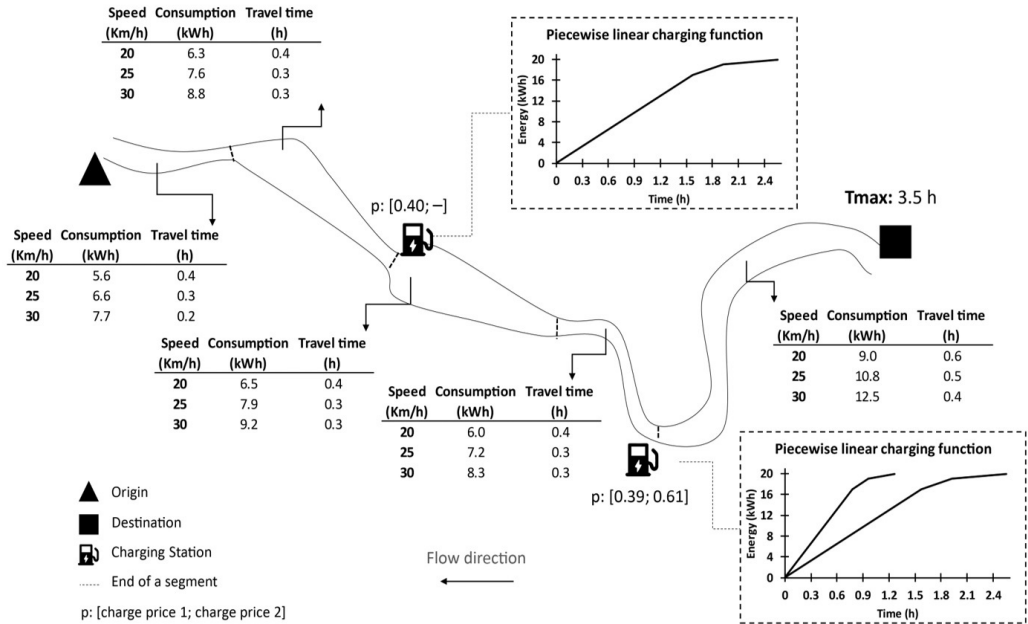 Speed Consumption Travel time
(Km/h) (kWh) (h)
20 6.3 0.4
25 7.6 0.3
30 8.8 0.3
Piecewise linear charging function
Energy (kWh)
20
16
12
8
4
0
0 0.3 0.6 0.9 1.2 1.5 1.8 2.1 2.4
Time (h)
p: [0.40; –]
Tmax: 3.5 h
Speed Consumption Travel time
(Km/h) (kWh) (h)
20 5.6 0.4
25 6.6 0.3
30 7.7 0.2
Speed Consumption Travel time
(Km/h) (kWh) (h)
20 6.5 0.4
25 7.9 0.3
30 9.2 0.3
Speed Consumption Travel time
(Km/h) (kWh) (h)
20 6.0 0.4
25 7.2 0.3
30 8.3 0.3
Speed Consumption Travel time
(Km/h) (kWh) (h)
20 9.0 0.6
25 10.8 0.5
30 12.5 0.4
p: [0.39; 0.61]
Piecewise linear charging function
Energy (kWh)
20
16
12
8
4
0
0 0.3 0.6 0.9 1.2 1.5 1.8 2.1 2.4
Time (h)
Origin
Destination
Charging Station
End of a segment
p: [charge price 1; charge price 2]
Flow direction